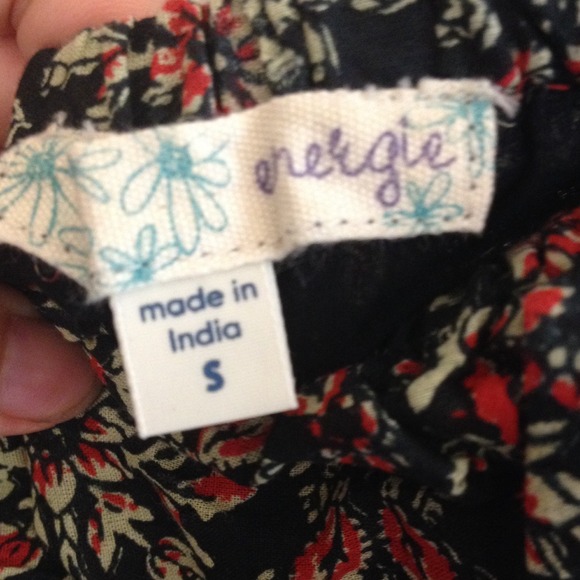 energie
made in
India
S